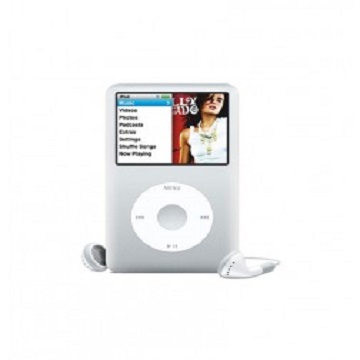 iPod
Music
Videos
Photos
Podcasts
Extras
Settings
Shuffle Songs
Now Playing
MENU